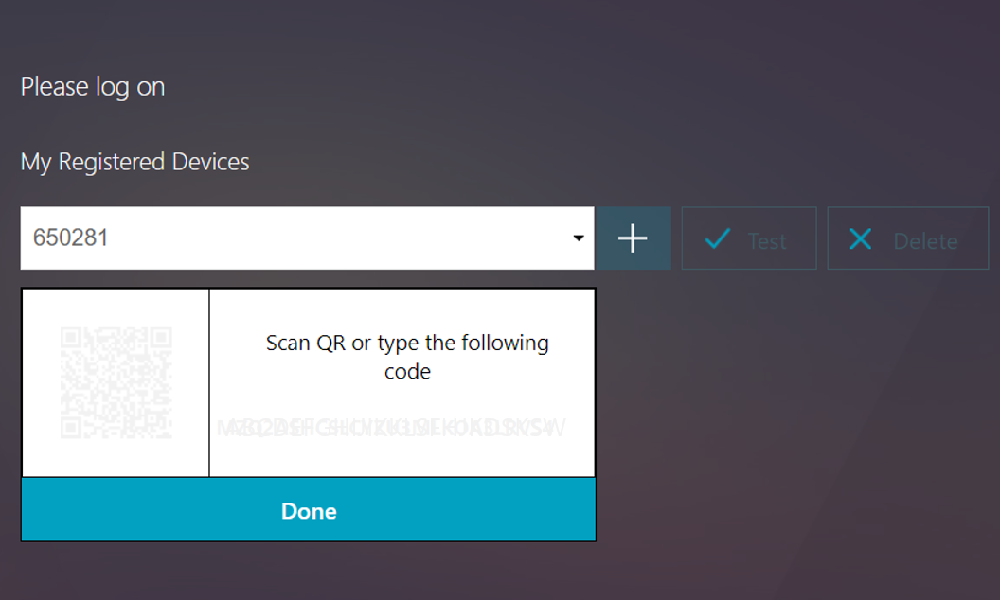 Please log on
My Registered Devices
650281
Test
Delete
Scan QR or type the following
code
Done